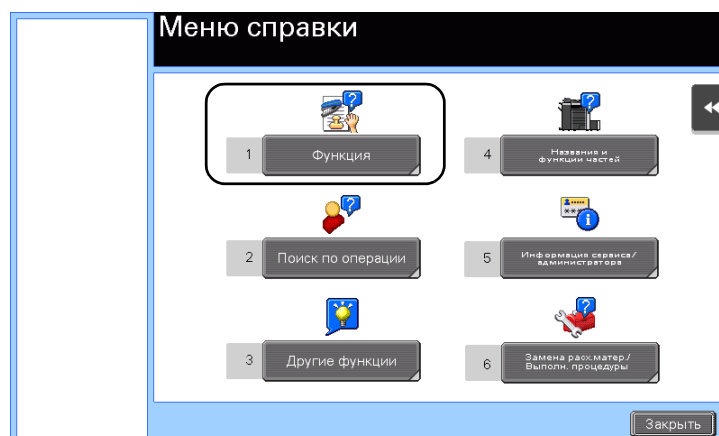 Меню справки
1 Функция
4 Названия и
функции частей
2 Поиск по операции
5 Информация сервиса/
администратора
3 Другие функции
6 Замена расх.матер./
Выполн. процедуры
Закрыть